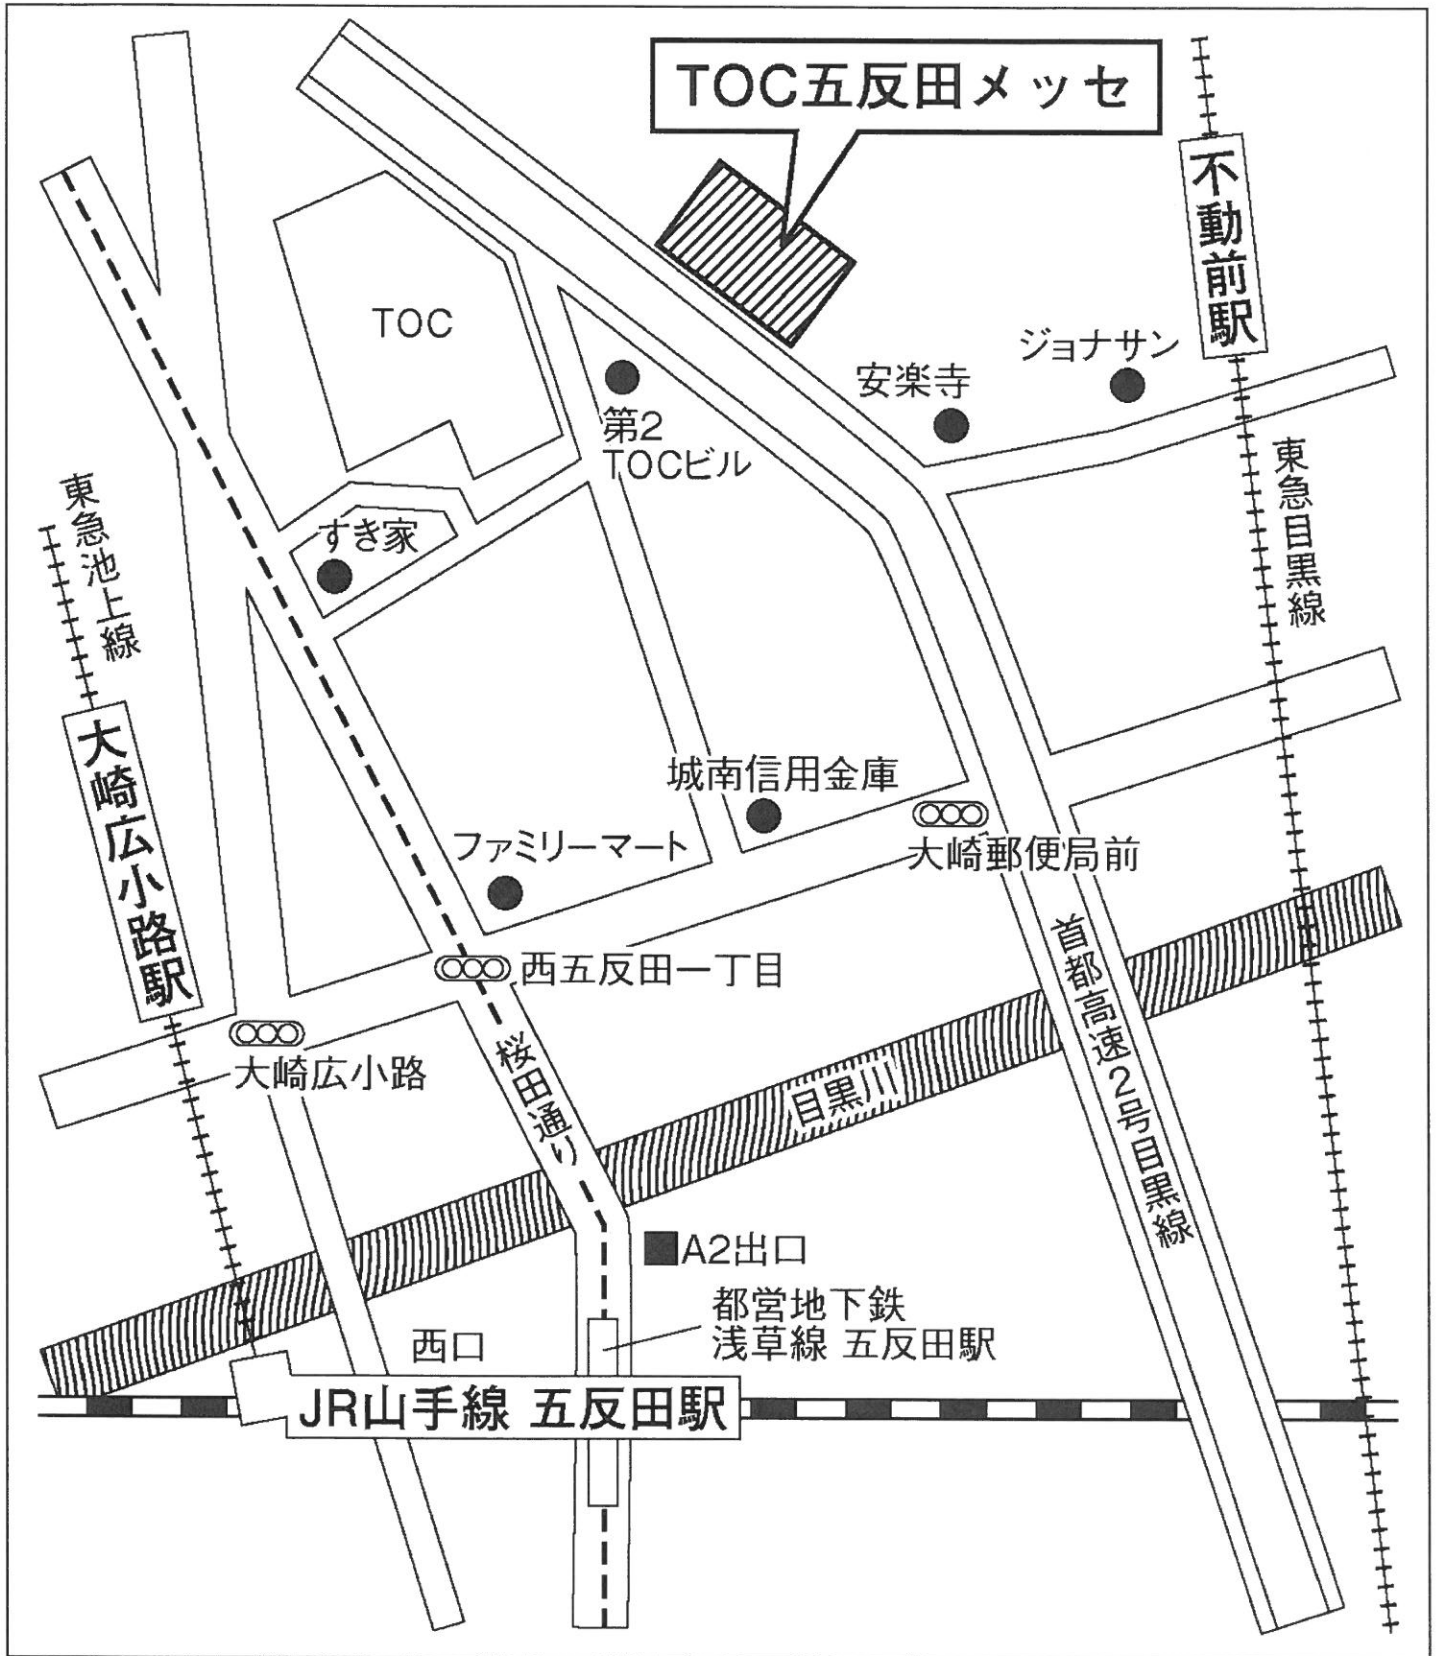 TOC五反田メッセ
不動前駅
TOC
ジョナサン
安楽寺
第2
TOCビル
東急目黒線
東急池上線
すき家
大崎広小路駅
城南信用金庫
ファミリーマート
大崎郵便局前
西五反田一丁目
首都高速2号目黒線
大崎広小路
桜田通り
目黒川
A2出口
都営地下鉄
浅草線 五反田駅
西口
JR山手線 五反田駅